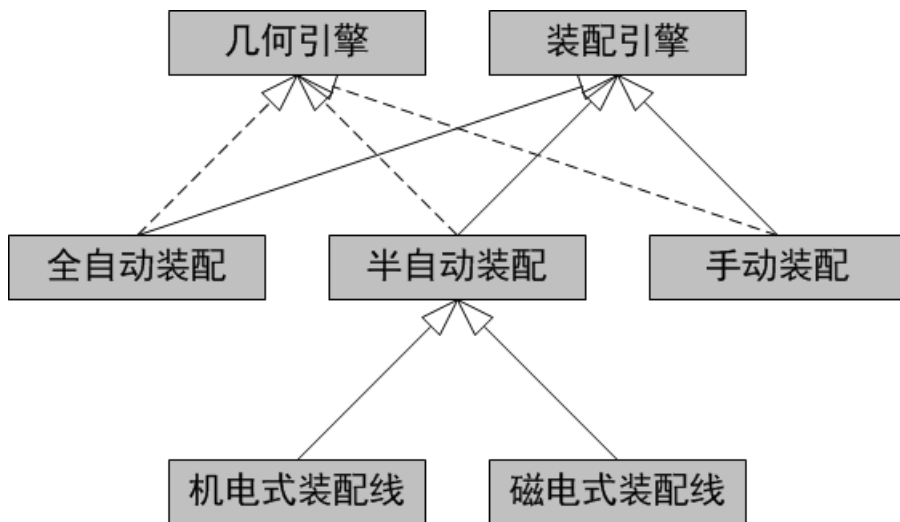 几何引擎
装配引擎
全自动装配
半自动装配
手动装配
机电式装配线
磁电式装配线